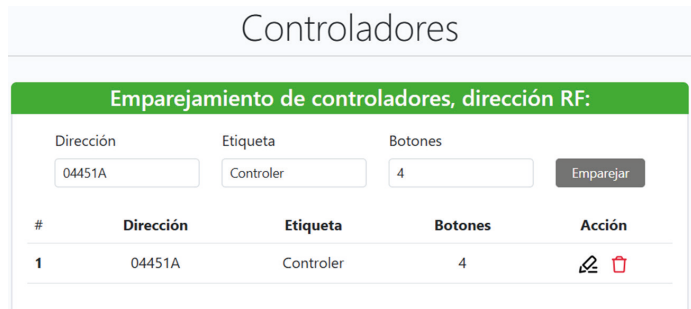 Controladores
Emparejamiento de controladores, dirección RF:
Dirección Etiqueta Botones
04451A Controler 4 Emparejar
# Dirección Etiqueta Botones Acción
1 04451A Controler 4